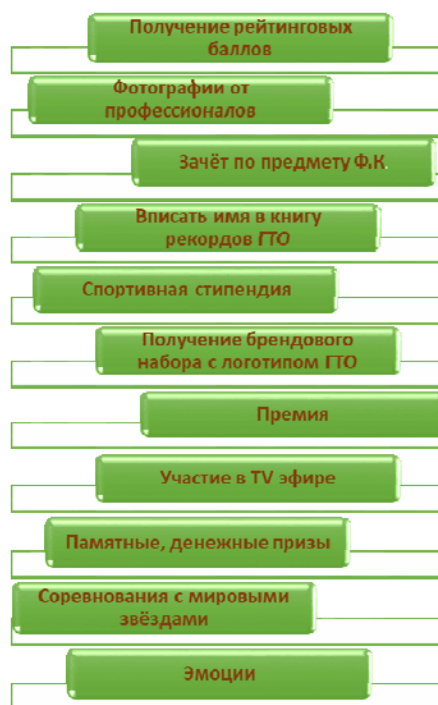 Получение рейтинговых
баллов
Фотографии от
профессионалов
Зачёт по предмету Ф.К.
Вписать имя в книгу
рекордов ГТО
Спортивная стипендия
Получение брендового
набора с логотипом ГТО
Премия
Участие в TV эфире
Памятные, денежные призы
Соревнования с мировыми
звёздами
Эмоции